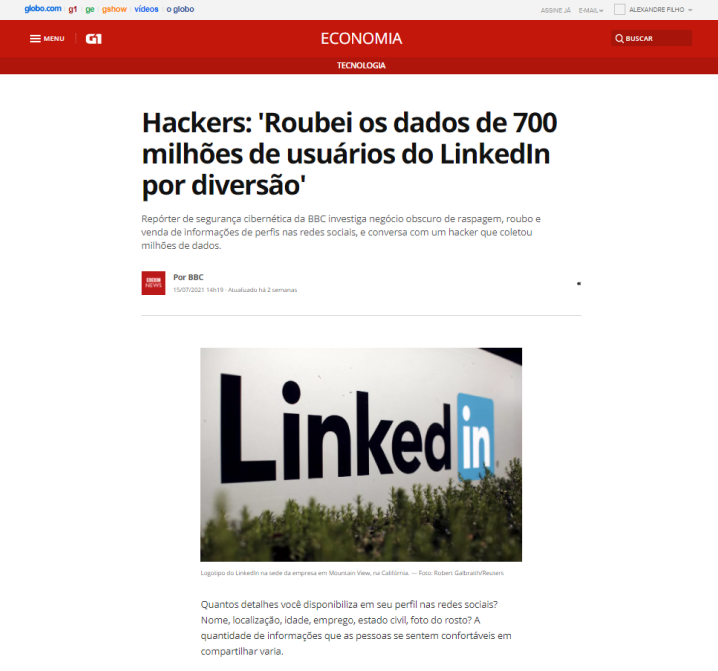 globo.com g1 ge gshow vídeos o globo ASSINE JÁ E-MAIL ALEXANDRE FILHO
MENU G1 ECONOMIA BUSCAR
TECNOLOGIA
Hackers: 'Roubei os dados de 700
milhões de usuários do LinkedIn
por diversão'
Repórter de segurança cibernética da BBC investiga negócio obscuro de raspagem, roubo e
venda de informações de perfis nas redes sociais, e conversa com um hacker que coletou
milhões de dados.
BBC
NEWS
Por BBC
15/07/2021 14h19 · Atualizado há 2 semanas
Linked in
Logotipo do LinkedIn na sede da empresa em Mountain View, na Califórnia. — Foto: Robert Galbraith/Reuters
Quantos detalhes você disponibiliza em seu perfil nas redes sociais?
Nome, localização, idade, emprego, estado civil, foto do rosto? A
quantidade de informações que as pessoas se sentem confortáveis em
compartilhar varia.